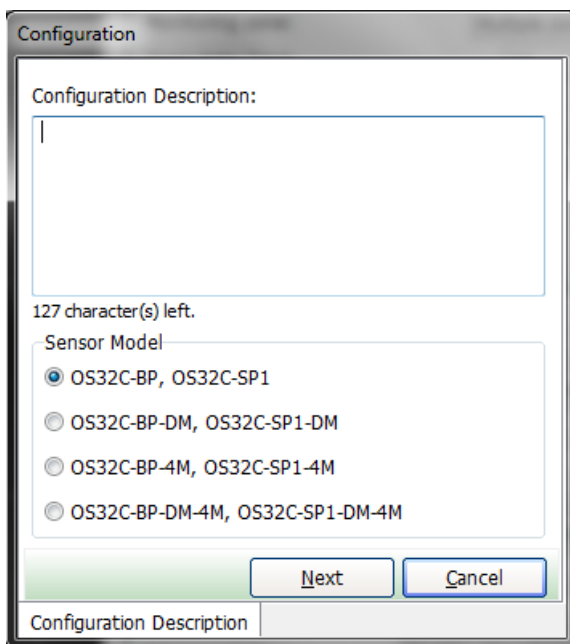 Configuration
Configuration Description:
127 character(s) left.
Sensor Model
OS32C-BP, OS32C-SP1
OS32C-BP-DM, OS32C-SP1-DM
OS32C-BP-4M, OS32C-SP1-4M
OS32C-BP-DM-4M, OS32C-SP1-DM-4M
Next Cancel
Configuration Description